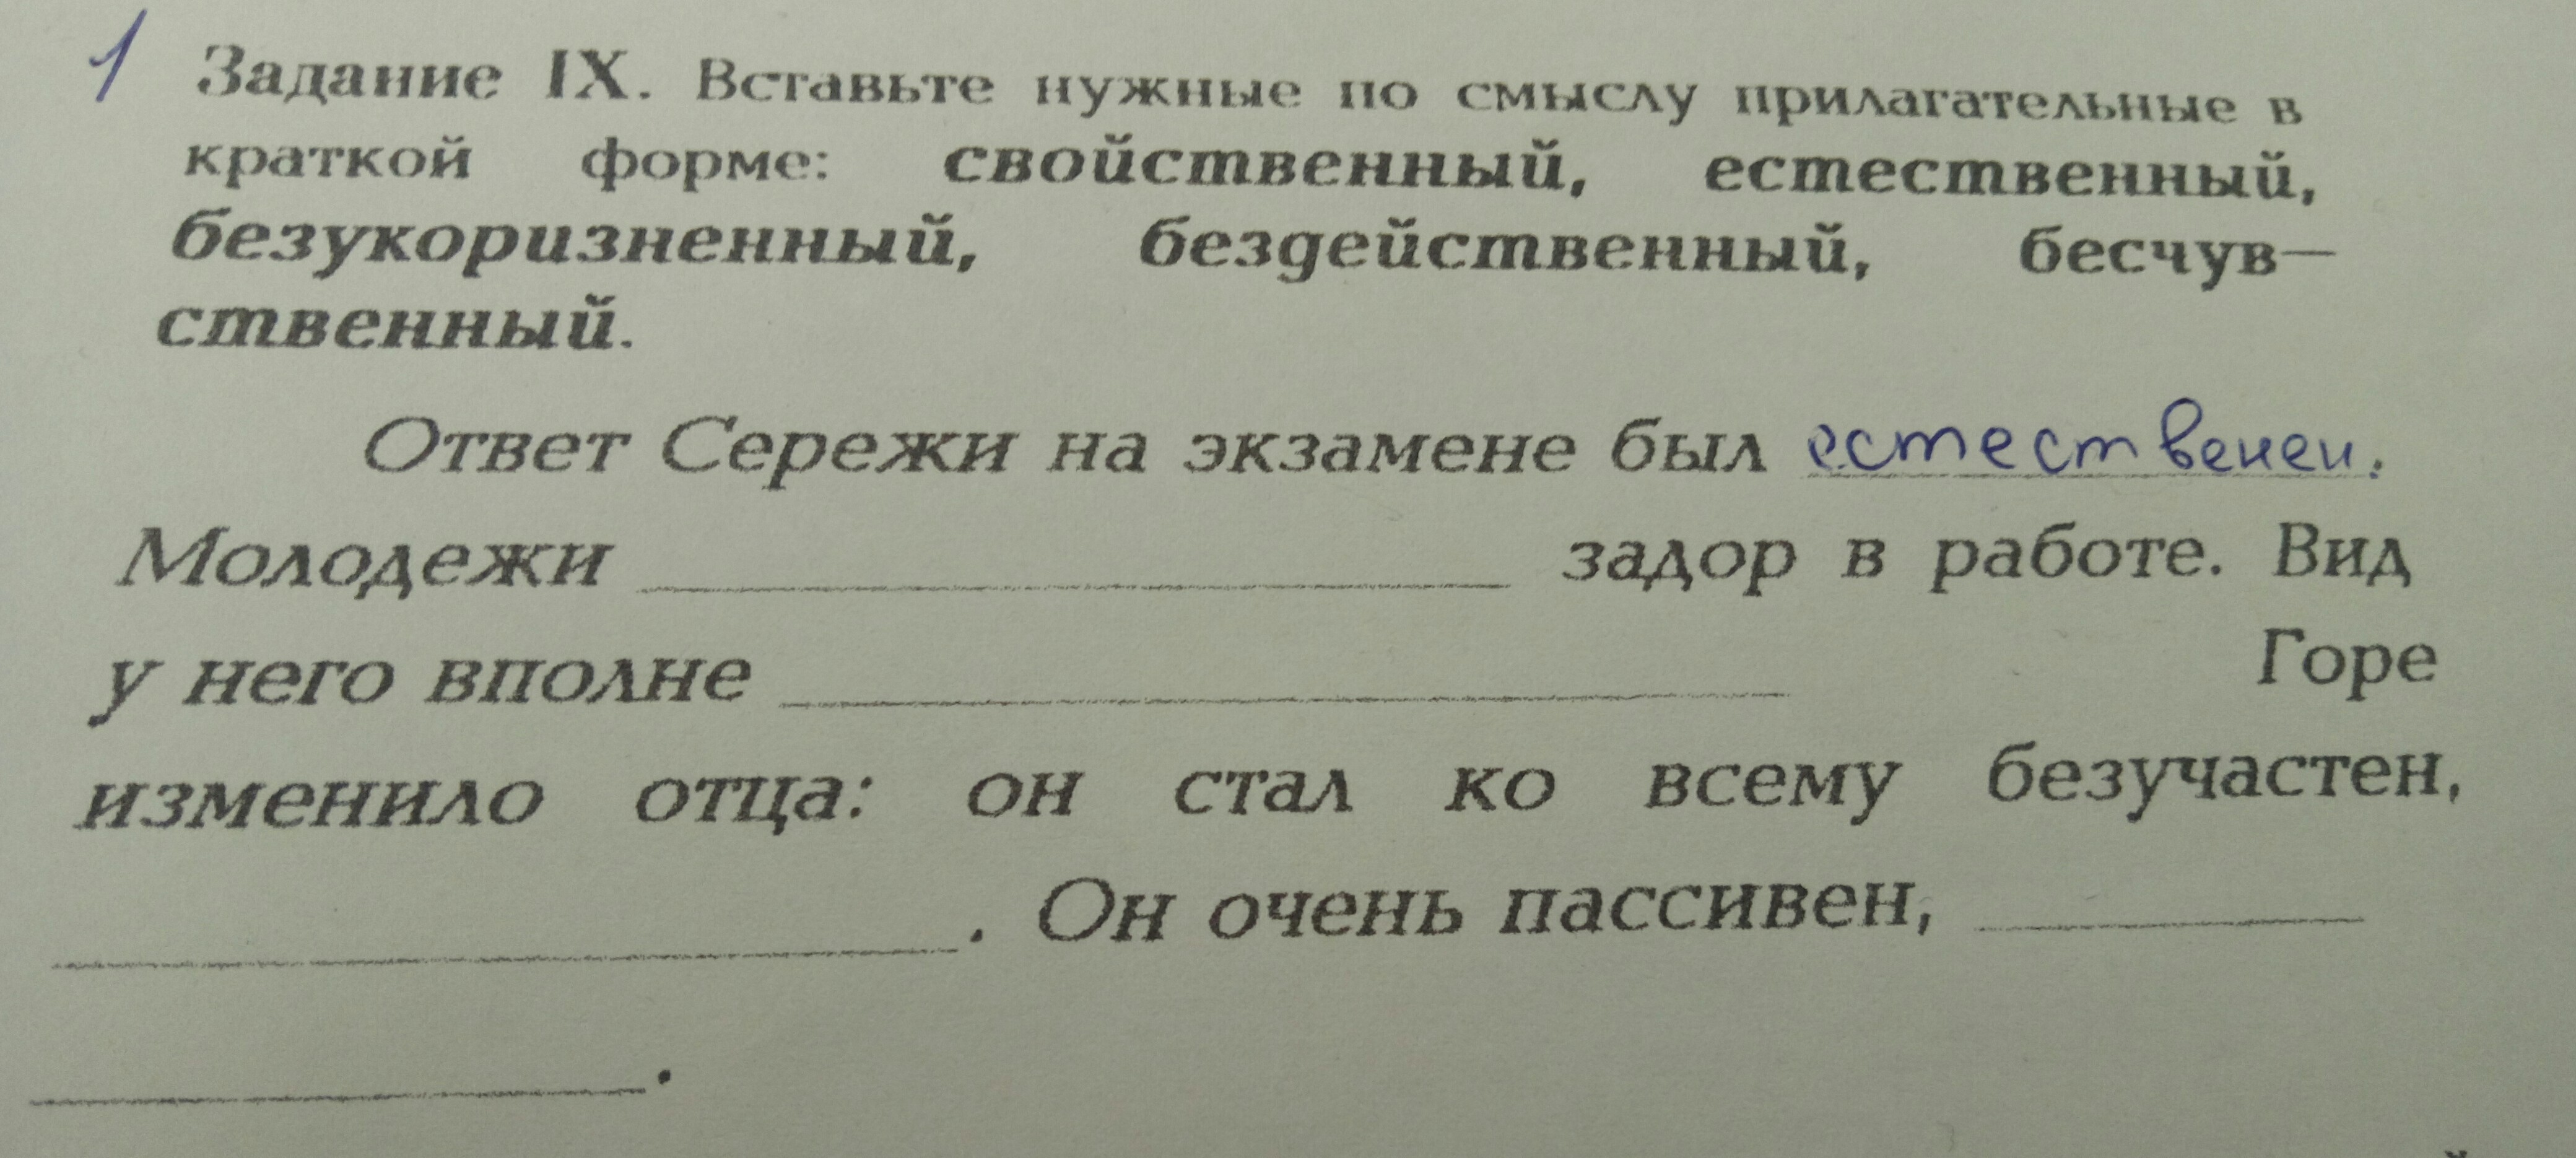 1 Задание IX. Вставьте нужные по смыслу прилагательные в
краткой форме: свойственный, естественный,
безукоризненный, бездейственный, бесчув—
ственный.
Ответ Сережи на экзамене был естественен.
Молодежи задор в работе. Вид
у него вполне Горе
изменило отца: он стал ко всему безучастен,
. Он очень пассивен,
.